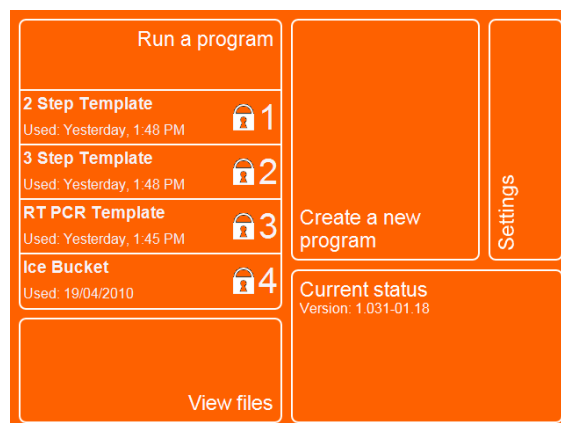 Run a program
2 Step Template
Used: Yesterday, 1:48 PM
1
3 Step Template
Used: Yesterday, 1:48 PM
2
RT PCR Template
Used: Yesterday, 1:45 PM
3
Ice Bucket
Used: 19/04/2010
4
View files
Create a new
program
Settings
Current status
Version: 1.031-01.18